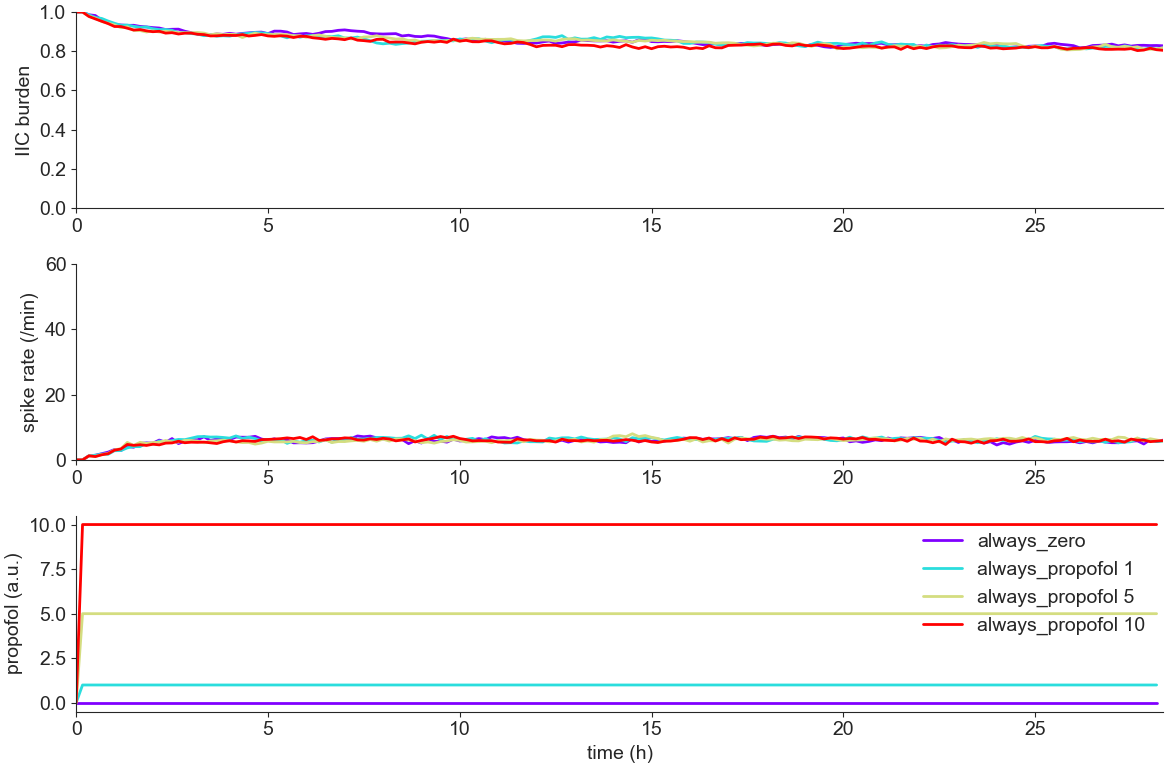 1.0
0.8
0.6
0.4
0.2
0.0
IIC burden
0 5 10 15 20 25
60
40
20
0
spike rate (/min)
0 5 10 15 20 25
10.0
7.5
5.0
2.5
0.0
propofol (a.u.)
always_zero
always_propofol 1
always_propofol 5
always_propofol 10
0 5 10 15 20 25
time (h)